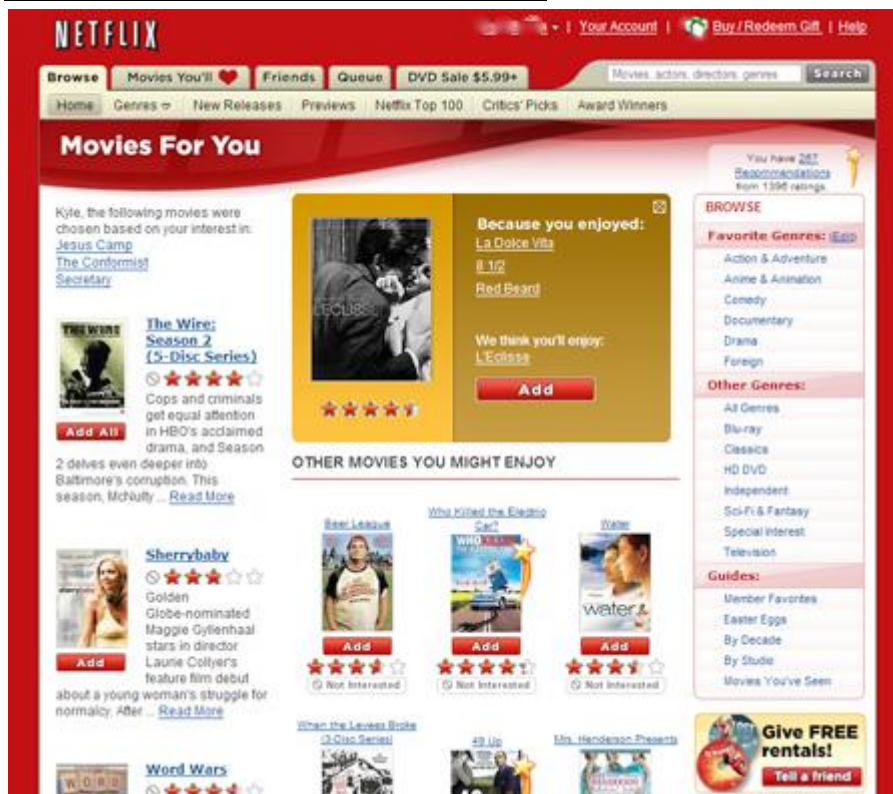 NETFLIX
Your Account | Buy / Redeem Gift | Help
Browse Movies You'll Friends Queue DVD Sale $5.99+
Movies, actors, directors, genres Search
Home Genres New Releases Previews Netflix Top 100 Critics' Picks Award Winners
Movies For You
You have 267
Recommendations
from 1396 ratings.
Kyle, the following movies were
chosen based on your interest in:
Jesus Camp
The Conformist
Secretary
The Wire:
Season 2
(5-Disc Series)
THE WIRE
Add All
Cops and criminals
get equal attention
in HBO's acclaimed
drama, and Season
2 delves even deeper into
Baltimore's corruption. This
season, McNulty ... Read More
Sherrybaby
sherrybaby
Add
Golden
Globe-nominated
Maggie Gyllenhaal
stars in director
Laurie Collyer's
feature film debut
about a young woman's struggle for
normalcy. After ... Read More
Word Wars
WORD
L'ECLISSE
Because you enjoyed:
La Dolce Vita
8 1/2
Red Beard
We think you'll enjoy:
L'Eclisse
Add
OTHER MOVIES YOU MIGHT ENJOY
Beer League
Add
Not Interested
Who Killed the Electric
Car?
WHO
Add
Not Interested
Water
water
Add
Not Interested
When the Levees Broke
(3-Disc Series)
49 Up
Mrs. Henderson Presents
BROWSE
Favorite Genres: (Edit)
Action & Adventure
Anime & Animation
Comedy
Documentary
Drama
Foreign
Other Genres:
All Genres
Blu-ray
Classics
HD DVD
Independent
Sci-Fi & Fantasy
Special Interest
Television
Guides:
Member Favorites
Easter Eggs
By Decade
By Studio
Movies You've Seen
Give FREE
rentals!
Tell a friend